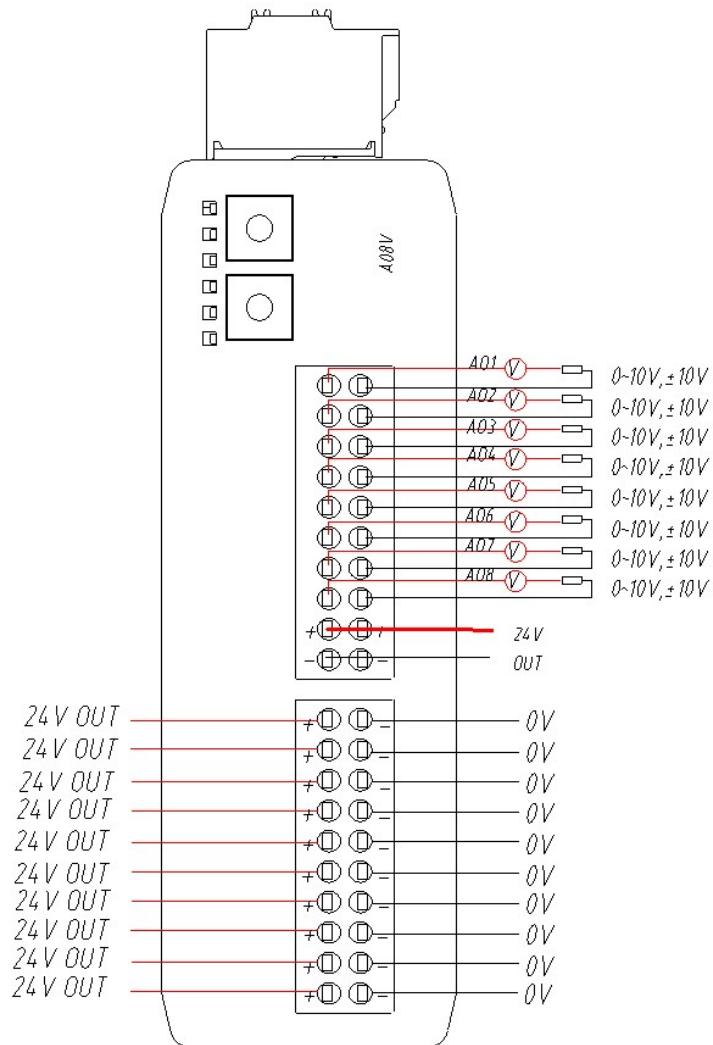 A08V
A01 V 0~10V,±10V
A02 V 0~10V,±10V
A03 V 0~10V,±10V
A04 V 0~10V,±10V
A05 V 0~10V,±10V
A06 V 0~10V,±10V
A07 V 0~10V,±10V
A08 V 0~10V,±10V
+ + 24V
- - OUT
24V OUT + - 0V
24V OUT + - 0V
24V OUT + - 0V
24V OUT + - 0V
24V OUT + - 0V
24V OUT + - 0V
24V OUT + - 0V
24V OUT + - 0V
24V OUT + - 0V
24V OUT + - 0V